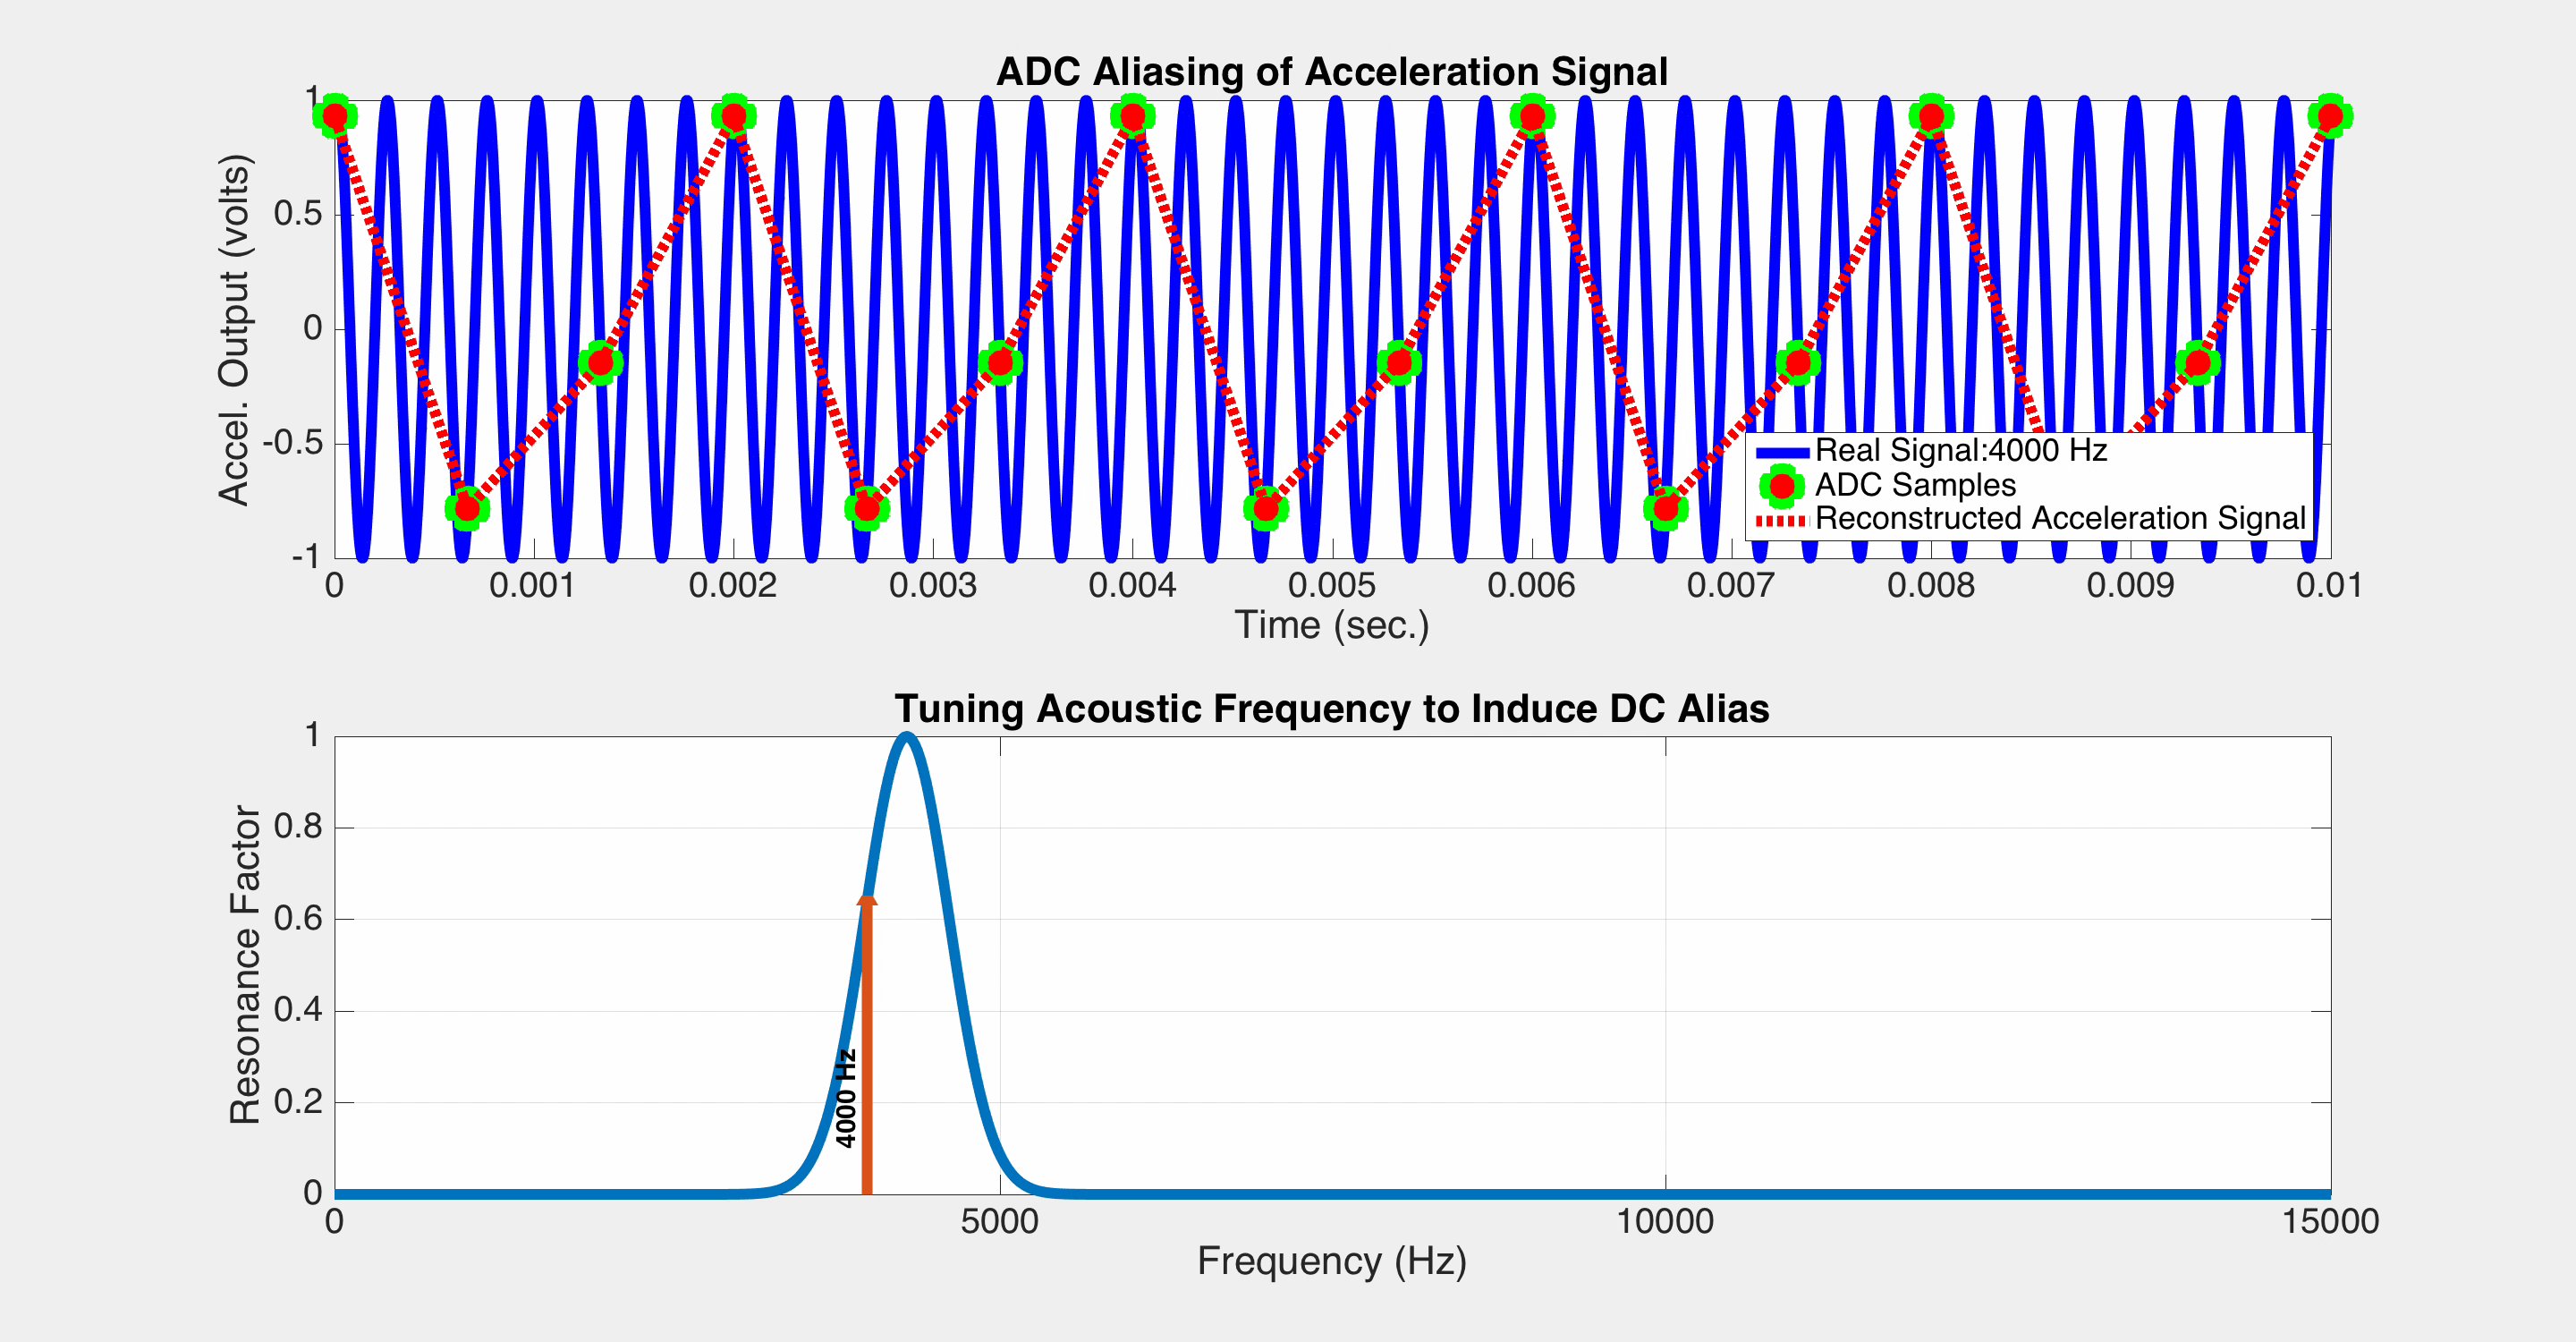 ADC Aliasing of Acceleration Signal
Accel. Output (volts)
1
0.5
0
-0.5
-1
Real Signal:4000 Hz
ADC Samples
Reconstructed Acceleration Signal
0 0.001 0.002 0.003 0.004 0.005 0.006 0.007 0.008 0.009 0.01
Time (sec.)
Tuning Acoustic Frequency to Induce DC Alias
Resonance Factor
1
0.8
0.6
0.4
0.2
0
4000 Hz
0 5000 10000 15000
Frequency (Hz)